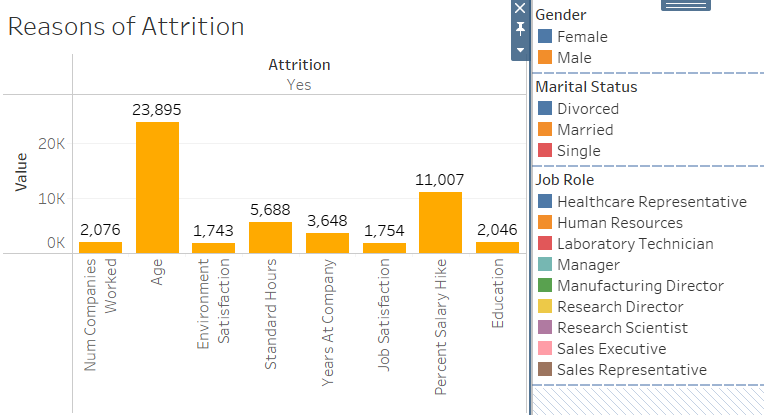 Reasons of Attrition
Attrition
Yes
Value
20K
10K
0K
2,076
23,895
1,743
5,688
3,648
1,754
11,007
2,046
Num Companies
Worked
Age
Environment
Satisfaction
Standard Hours
Years At Company
Job Satisfaction
Percent Salary Hike
Education
Gender
Female
Male
Marital Status
Divorced
Married
Single
Job Role
Healthcare Representative
Human Resources
Laboratory Technician
Manager
Manufacturing Director
Research Director
Research Scientist
Sales Executive
Sales Representative